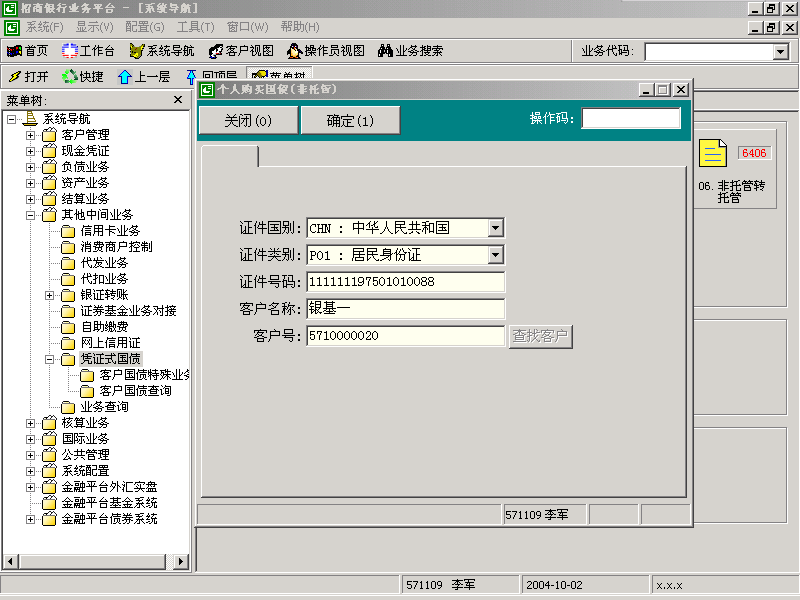 招商银行业务平台 - [系统导航]
系统(F) 显示(V) 配置(G) 工具(T) 窗口(W) 帮助(H)
首页 工作台 系统导航 客户视图 操作员视图 业务搜索 业务代码:
打开 快捷 上一层 回顶层 菜单树
菜单树:
系统导航
客户管理
现金凭证
负债业务
资产业务
结算业务
其他中间业务
信用卡业务
消费商户控制
代发业务
代扣业务
银证转账
证券基金业务对接
自助缴费
网上信用证
凭证式国债
客户国债特殊业务
客户国债查询
业务查询
核算业务
国际业务
公共管理
系统配置
金融平台外汇实盘
金融平台基金系统
金融平台债券系统
个人购买国债(非托管)
关闭(0) 确定(1) 操作码:
证件国别: CHN : 中华人民共和国
证件类别: P01 : 居民身份证
证件号码: 111111197501010088
客户名称: 银基一
客户号: 5710000020 查找客户
571109 李军
6406
06. 非托管转
托管
571109 李军 2004-10-02 x.x.x